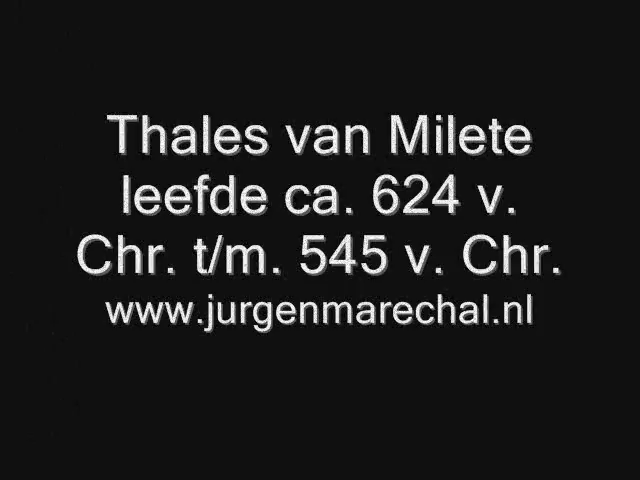 Thales van Milete
leefde ca. 624 v.
Chr. t/m. 545 v. Chr.
www.jurgenmarechal.nl